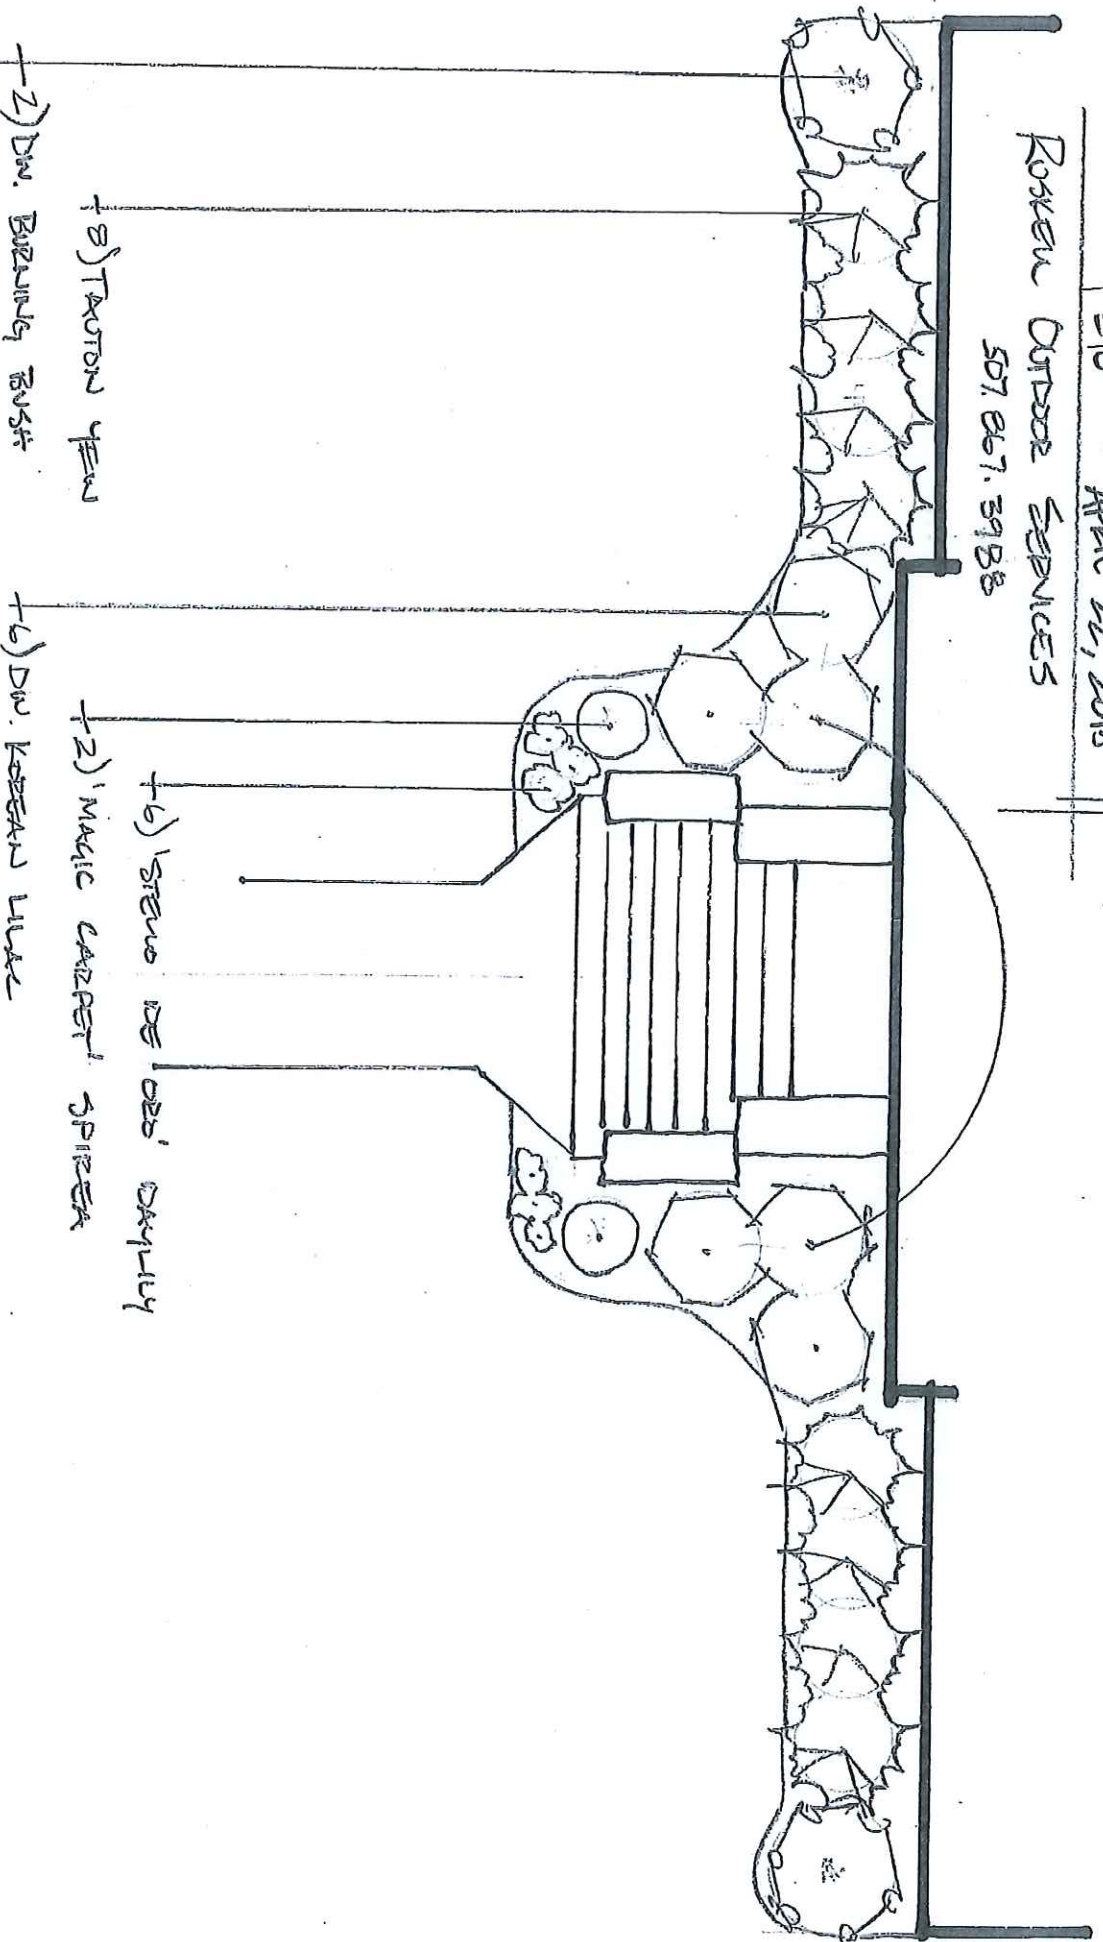 ROSKEN OUTDOOR SERVICES
507.867.3988
2) DW. BURNING BUSH
8) TAUTON YEW
6) DW. KOREAN LILAC
2) 'MAGIC CARPET' SPIREA
6) 'STELLO DE ORO' DAYLILY